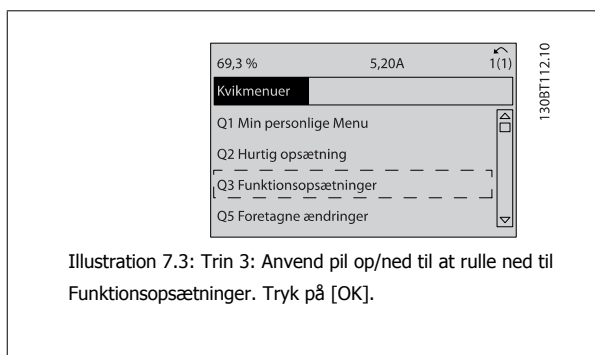 69,3 % 5,20A 1(1)
Kvikmenuer
Q1 Min personlige Menu
Q2 Hurtig opsætning
Q3 Funktionsopsætninger
Q5 Foretagne ændringer
130BT112.10
Illustration 7.3: Trin 3: Anvend pil op/ned til at rulle ned til
Funktionsopsætninger. Tryk på [OK].